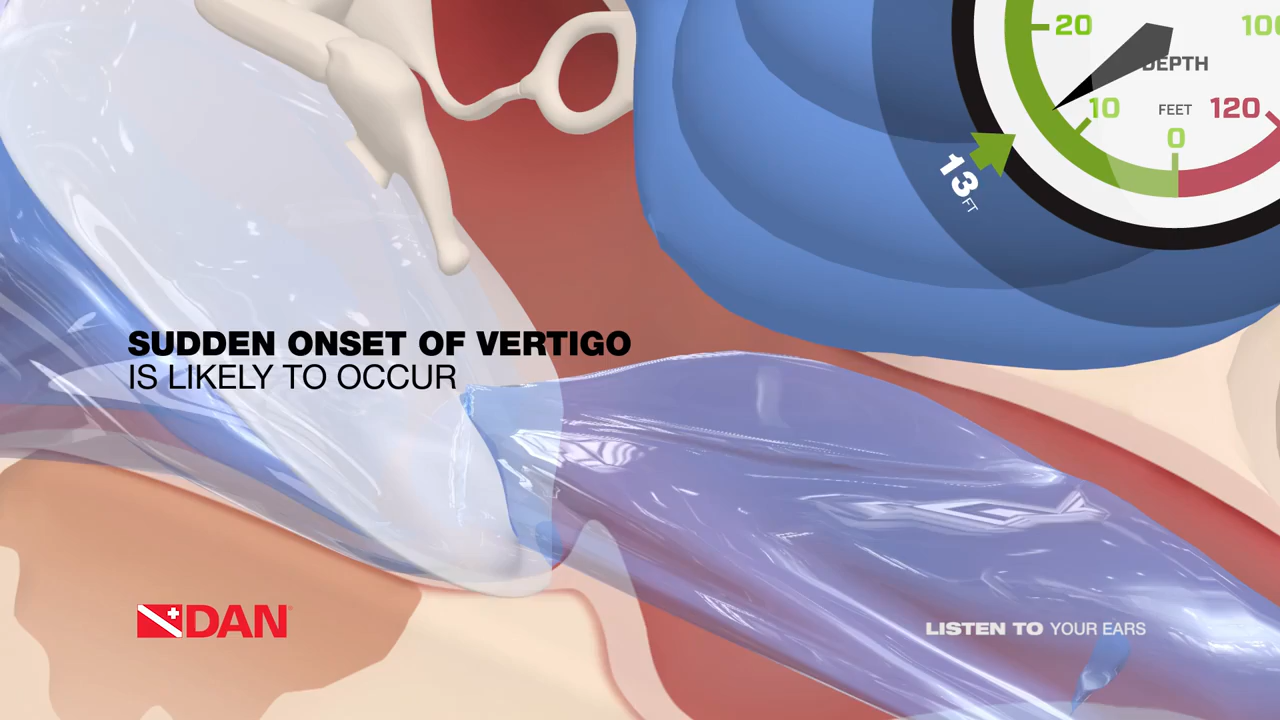 20
100
DEPTH
10
FEET
120
0
13 FT
SUDDEN ONSET OF VERTIGO
IS LIKELY TO OCCUR
DAN
LISTEN TO YOUR EARS